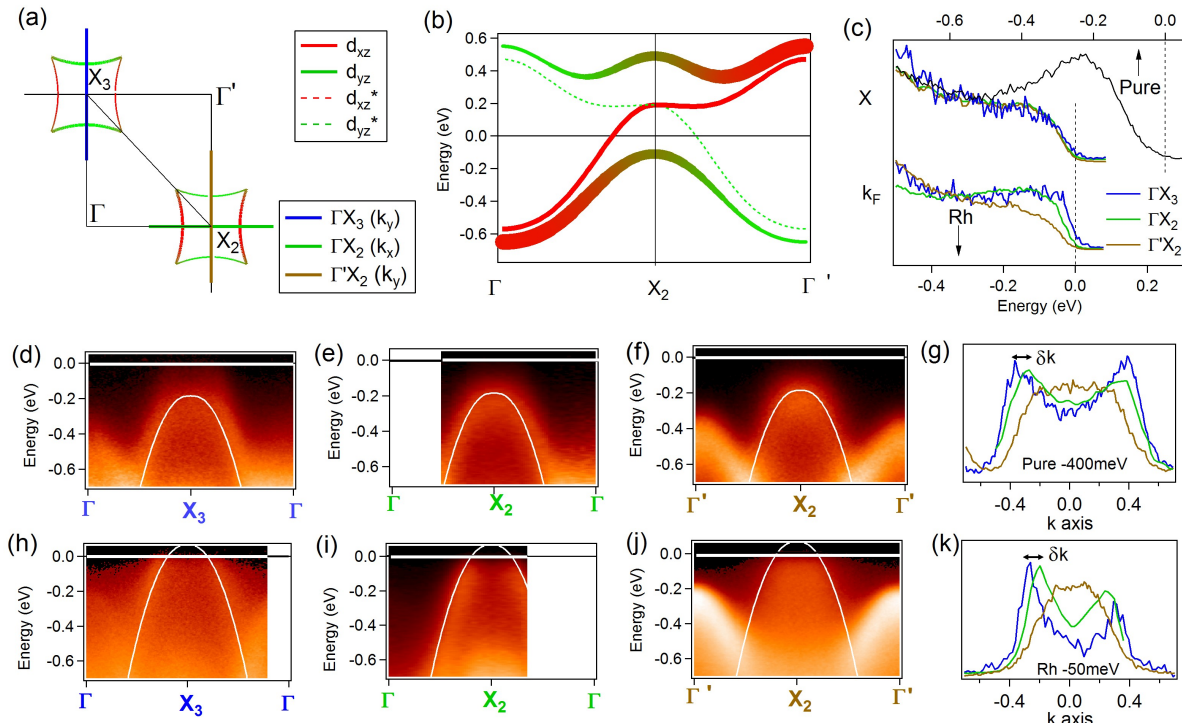 (a)
X3
Γ'
Γ
X2
dxz
dyz
dxz*
dyz*
ΓX3 (ky)
ΓX2 (kx)
Γ'X2 (ky)
(b)
Energy (eV)
0.6
0.4
0.2
0.0
-0.2
-0.4
-0.6
Γ
X2
Γ '
(c)
-0.6 -0.4 -0.2 0.0
Pure
X
kF
Rh
ΓX3
ΓX2
Γ'X2
-0.4 -0.2 0.0 0.2
Energy (eV)
(d)
Energy (eV)
0.0
-0.2
-0.4
-0.6
Γ X3 Γ
(e)
Energy (eV)
0.0
-0.2
-0.4
-0.6
Γ X2 Γ
(f)
Energy (eV)
0.0
-0.2
-0.4
-0.6
Γ' X2 Γ'
(g)
δk
Pure -400meV
-0.4 0.0 0.4
k axis
(h)
Energy (eV)
0.0
-0.2
-0.4
-0.6
Γ X3 Γ
(i)
Energy (eV)
0.0
-0.2
-0.4
-0.6
Γ X2 Γ
(j)
Energy (eV)
0.0
-0.2
-0.4
-0.6
Γ ' X2 Γ '
(k)
δk
Rh -50meV
-0.4 0.0 0.4
k axis